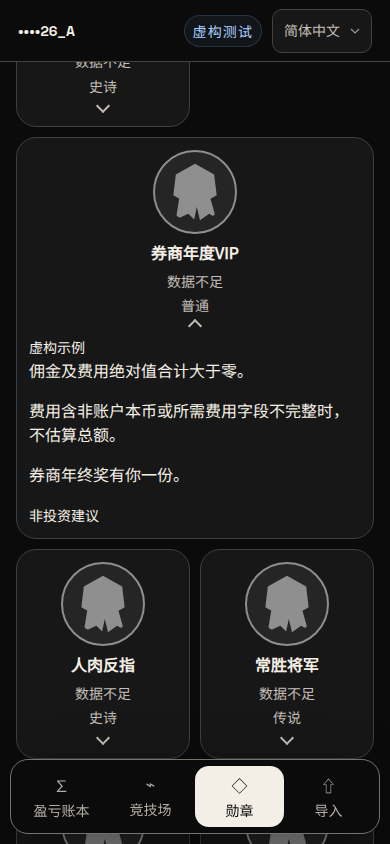 ••••26_A
虚构测试
简体中文
数据不足
史诗
券商年度VIP
数据不足
普通
虚构示例
佣金及费用绝对值合计大于零。
费用含非账户本币或所需费用字段不完整时，
不估算总额。
券商年终奖有你一份。
非投资建议
人肉反指
数据不足
史诗
常胜将军
数据不足
传说
盈亏账本
竞技场
勋章
导入